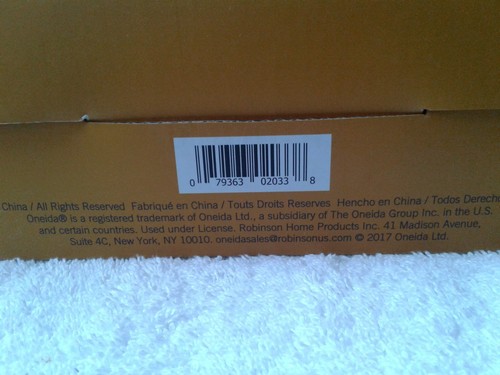 0 79363 02033 8
China / All Rights Reserved Fabriqué en China / Touts Droits Reserves Hencho en China / Todos Derecho
Oneida® is a registered trademark of Oneida Ltd., a subsidiary of The Oneida Group Inc. in the U.S.
and certain countries. Used under License. Robinson Home Products Inc. 41 Madison Avenue,
Suite 4C, New York, NY 10010. oneidasales@robinsonus.com © 2017 Oneida Ltd.